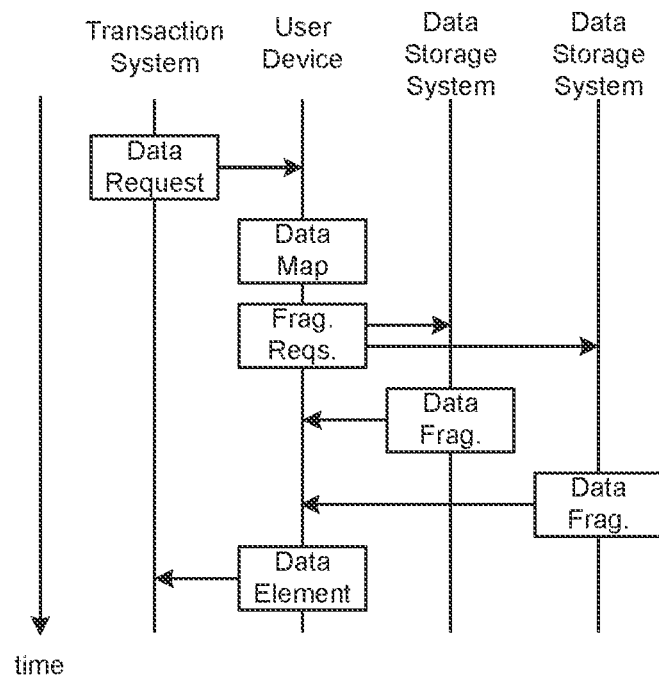 Transaction
System
User
Device
Data
Storage
System
Data
Storage
System
Data
Request
Data
Map
Frag.
Reqs.
Data
Frag.
Data
Frag.
Data
Element
time